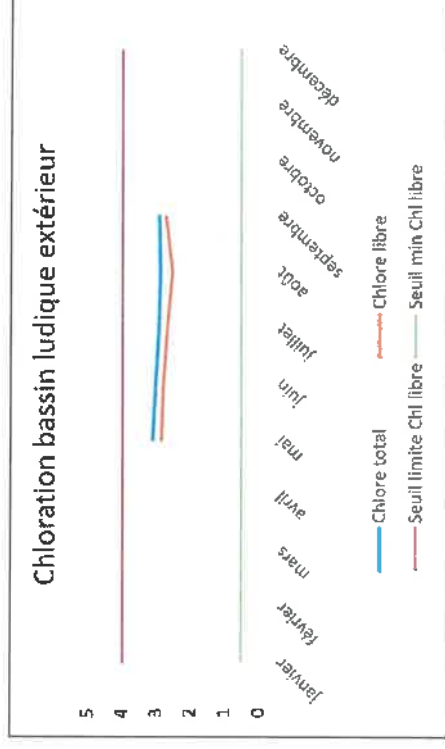 Chloration bassin ludique extérieur
5
4
3
2
1
0
janvier
février
mars
avril
mai
juin
juillet
août
septembre
octobre
novembre
décembre
Chlore total
Chlore libre
Seuil limite Chl libre
Seuil min Chl libre